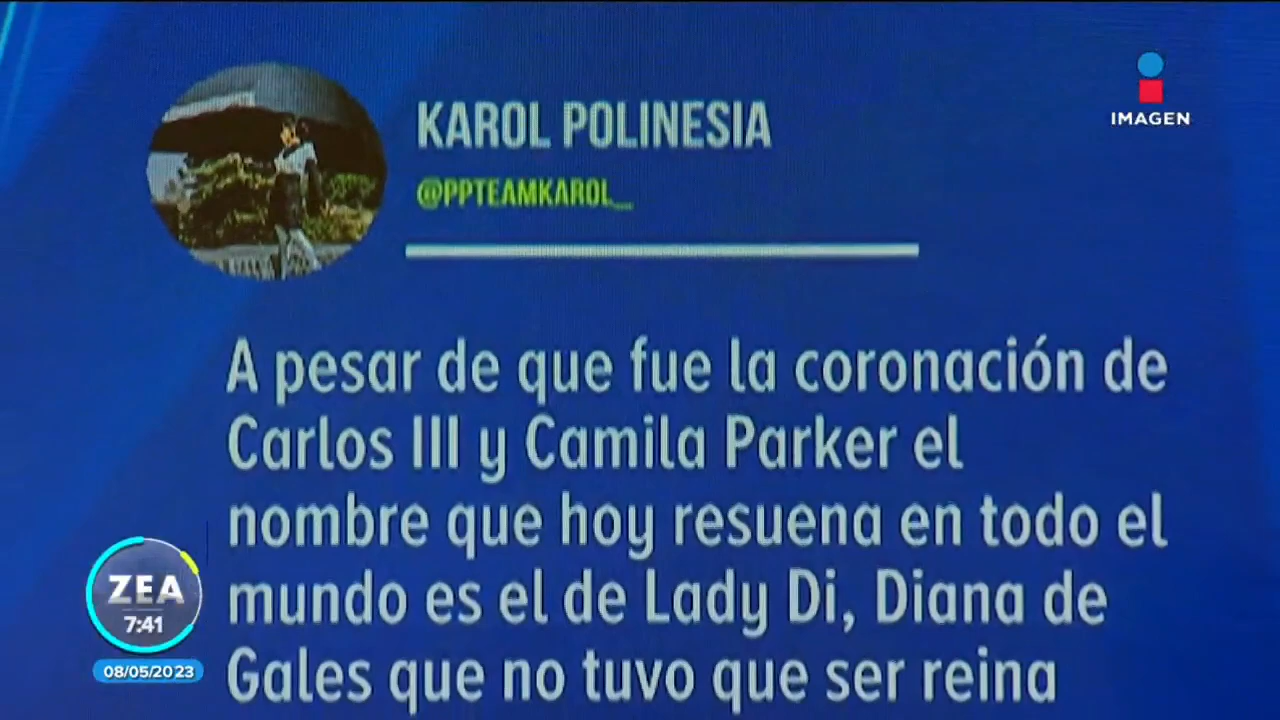 KAROL POLINESIA
@PPTEAMKAROL_
IMAGEN
A pesar de que fue la coronación de
Carlos III y Camila Parker el
nombre que hoy resuena en todo el
mundo es el de Lady Di, Diana de
Gales que no tuvo que ser reina
ZEA
7:41
08/05/2023